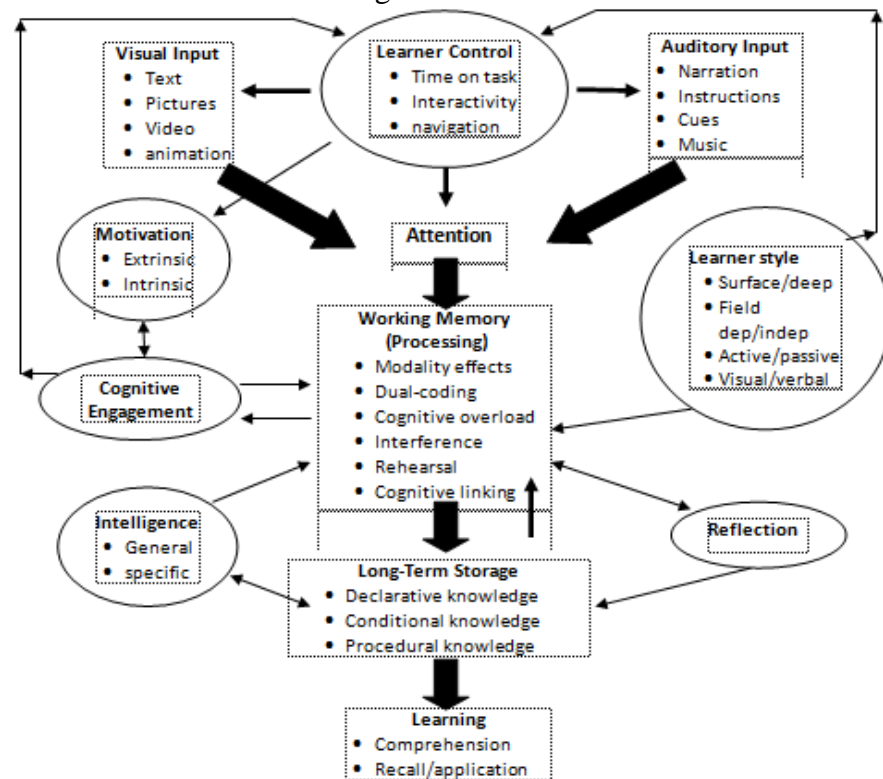 Visual Input
• Text
• Pictures
• Video
• animation
Learner Control
• Time on task
• Interactivity
• navigation
Auditory Input
• Narration
• Instructions
• Cues
• Music
Motivation
• Extrinsic
• Intrinsic
Attention
Learner style
• Surface/deep
• Field
dep/indep
• Active/passive
• Visual/verbal
Working Memory
(Processing)
• Modality effects
• Dual-coding
• Cognitive overload
• Interference
• Rehearsal
• Cognitive linking
Cognitive
Engagement
Intelligence
• General
• specific
Reflection
Long-Term Storage
• Declarative knowledge
• Conditional knowledge
• Procedural knowledge
Learning
• Comprehension
• Recall/application